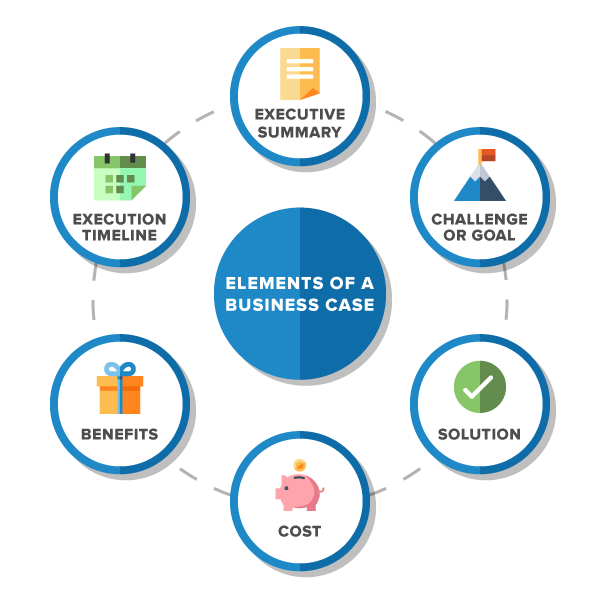 EXECUTIVE
SUMMARY
CHALLENGE
OR GOAL
SOLUTION
COST
BENEFITS
EXECUTION
TIMELINE
ELEMENTS OF A
BUSINESS CASE